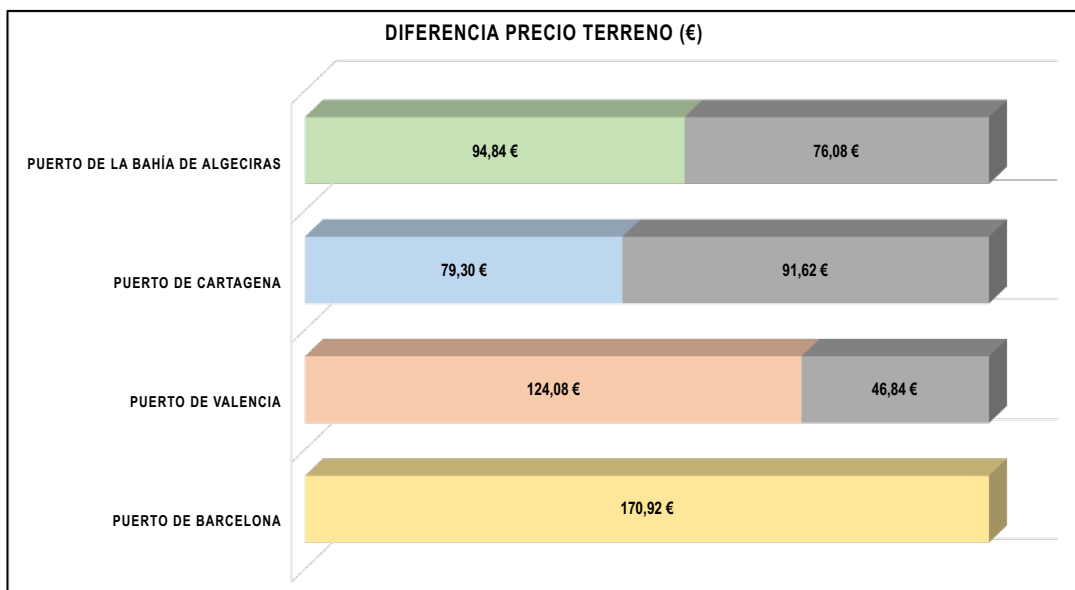 DIFERENCIA PRECIO TERRENO (€)
PUERTO DE LA BAHÍA DE ALGECIRAS
94,84 €
76,08 €
PUERTO DE CARTAGENA
79,30 €
91,62 €
PUERTO DE VALENCIA
124,08 €
46,84 €
PUERTO DE BARCELONA
170,92 €